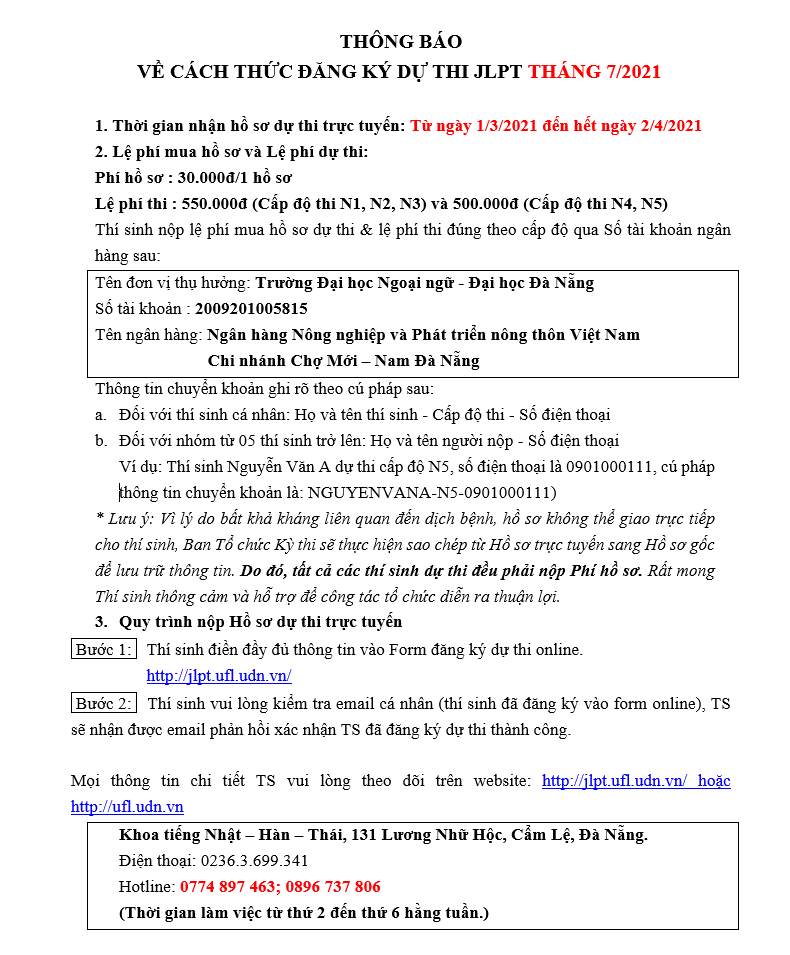 THÔNG BÁO
VỀ CÁCH THỨC ĐĂNG KÝ DỰ THI JLPT THÁNG 7/2021
1. Thời gian nhận hồ sơ dự thi trực tuyến: Từ ngày 1/3/2021 đến hết ngày 2/4/2021
2. Lệ phí mua hồ sơ và Lệ phí dự thi:
Phí hồ sơ : 30.000đ/1 hồ sơ
Lệ phí thi : 550.000đ (Cấp độ thi N1, N2, N3) và 500.000đ (Cấp độ thi N4, N5)
Thí sinh nộp lệ phí mua hồ sơ dự thi & lệ phí thi đúng theo cấp độ qua Số tài khoản ngân
hàng sau:
Tên đơn vị thụ hưởng: Trường Đại học Ngoại ngữ - Đại học Đà Nẵng
Số tài khoản : 2009201005815
Tên ngân hàng: Ngân hàng Nông nghiệp và Phát triển nông thôn Việt Nam
Chi nhánh Chợ Mới – Nam Đà Nẵng
Thông tin chuyển khoản ghi rõ theo cú pháp sau:
a. Đối với thí sinh cá nhân: Họ và tên thí sinh - Cấp độ thi - Số điện thoại
b. Đối với nhóm từ 05 thí sinh trở lên: Họ và tên người nộp - Số điện thoại
Ví dụ: Thí sinh Nguyễn Văn A dự thi cấp độ N5, số điện thoại là 0901000111, cú pháp
thông tin chuyển khoản là: NGUYENVANA-N5-0901000111)
* Lưu ý: Vì lý do bất khả kháng liên quan đến dịch bệnh, hồ sơ không thể giao trực tiếp
cho thí sinh, Ban Tổ chức Kỳ thi sẽ thực hiện sao chép từ Hồ sơ trực tuyến sang Hồ sơ gốc
để lưu trữ thông tin. Do đó, tất cả các thí sinh dự thi đều phải nộp Phí hồ sơ. Rất mong
Thí sinh thông cảm và hỗ trợ để công tác tổ chức diễn ra thuận lợi.
3. Quy trình nộp Hồ sơ dự thi trực tuyến
Bước 1: Thí sinh điền đầy đủ thông tin vào Form đăng ký dự thi online.
http://jlpt.ufl.udn.vn/
Bước 2: Thí sinh vui lòng kiểm tra email cá nhân (thí sinh đã đăng ký vào form online), TS
sẽ nhận được email phản hồi xác nhận TS đã đăng ký dự thi thành công.
Mọi thông tin chi tiết TS vui lòng theo dõi trên website: http://jlpt.ufl.udn.vn/ hoặc
http://ufl.udn.vn
Khoa tiếng Nhật – Hàn – Thái, 131 Lương Nhữ Hộc, Cẩm Lệ, Đà Nẵng.
Điện thoại: 0236.3.699.341
Hotline: 0774 897 463; 0896 737 806
(Thời gian làm việc từ thứ 2 đến thứ 6 hằng tuần.)